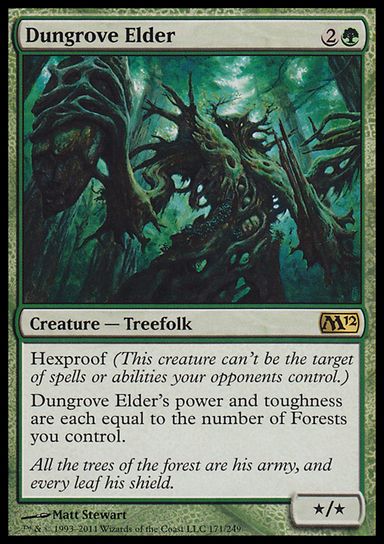 Dungrove Elder 2
Creature — Treefolk M12
Hexproof (This creature can't be the target
of spells or abilities your opponents control.)
Dungrove Elder's power and toughness
are each equal to the number of Forests
you control.
All the trees of the forest are his army, and
every leaf his shield.
Matt Stewart
™ & © 1993–2011 Wizards of the Coast LLC 171/249
★/★